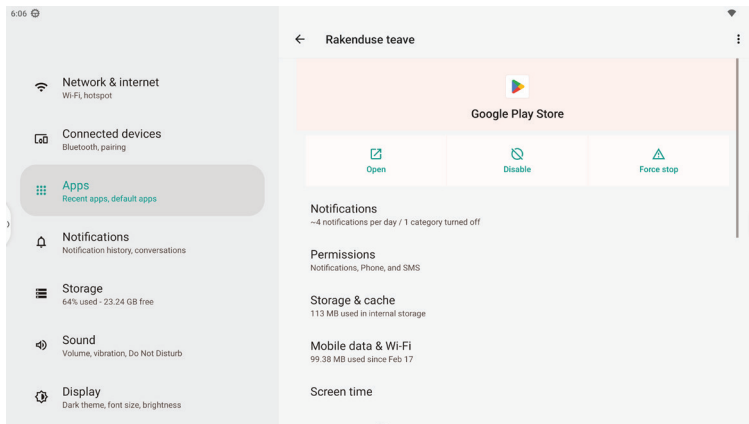 6:06
Network & internet
Wi-Fi, hotspot
Connected devices
Bluetooth, pairing
Apps
Recent apps, default apps
Notifications
Notification history, conversations
Storage
64% used - 23.24 GB free
Sound
Volume, vibration, Do Not Disturb
Display
Dark theme, font size, brightness
Rakenduse teave
Google Play Store
Open
Disable
Force stop
Notifications
~4 notifications per day / 1 category turned off
Permissions
Notifications, Phone, and SMS
Storage & cache
113 MB used in internal storage
Mobile data & Wi-Fi
99.38 MB used since Feb 17
Screen time